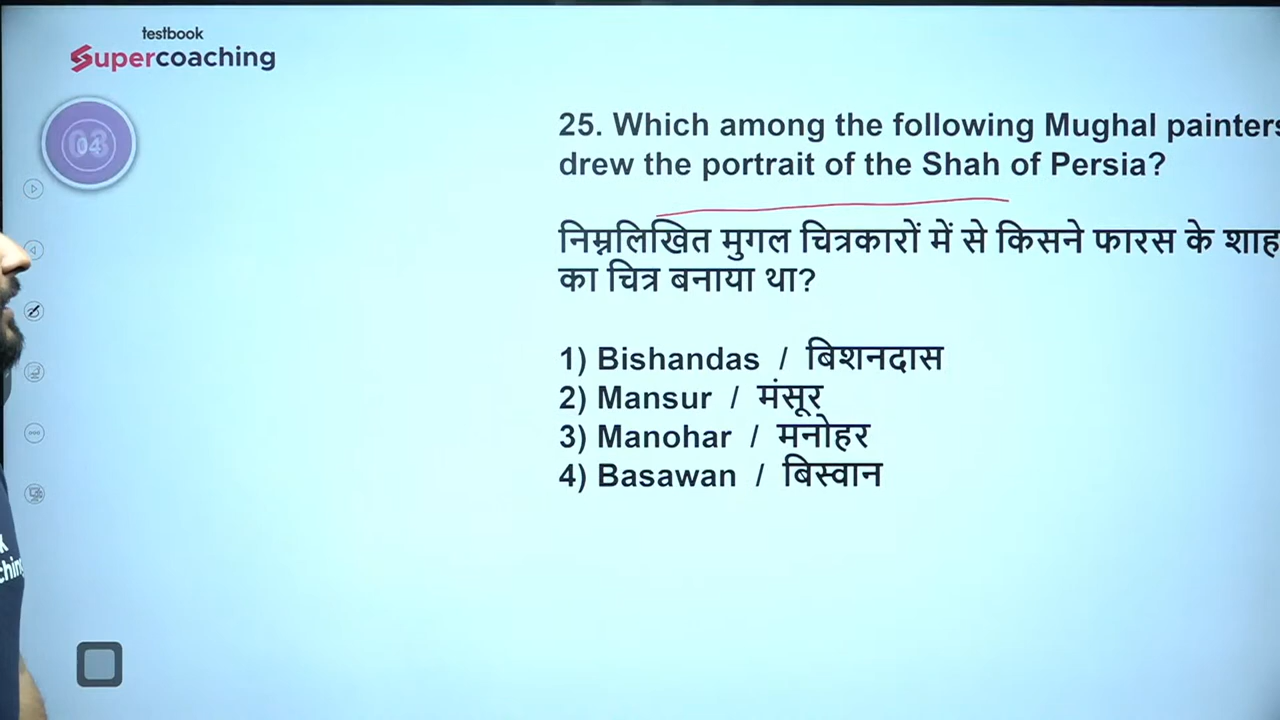 testbook
Supercoaching
04
25. Which among the following Mughal painters
drew the portrait of the Shah of Persia?
निम्नलिखित मुगल चित्रकारों में से किसने फारस के शाह
का चित्र बनाया था?
1) Bishandas / बिशनदास
2) Mansur / मंसूर
3) Manohar / मनोहर
4) Basawan / बिस्वान